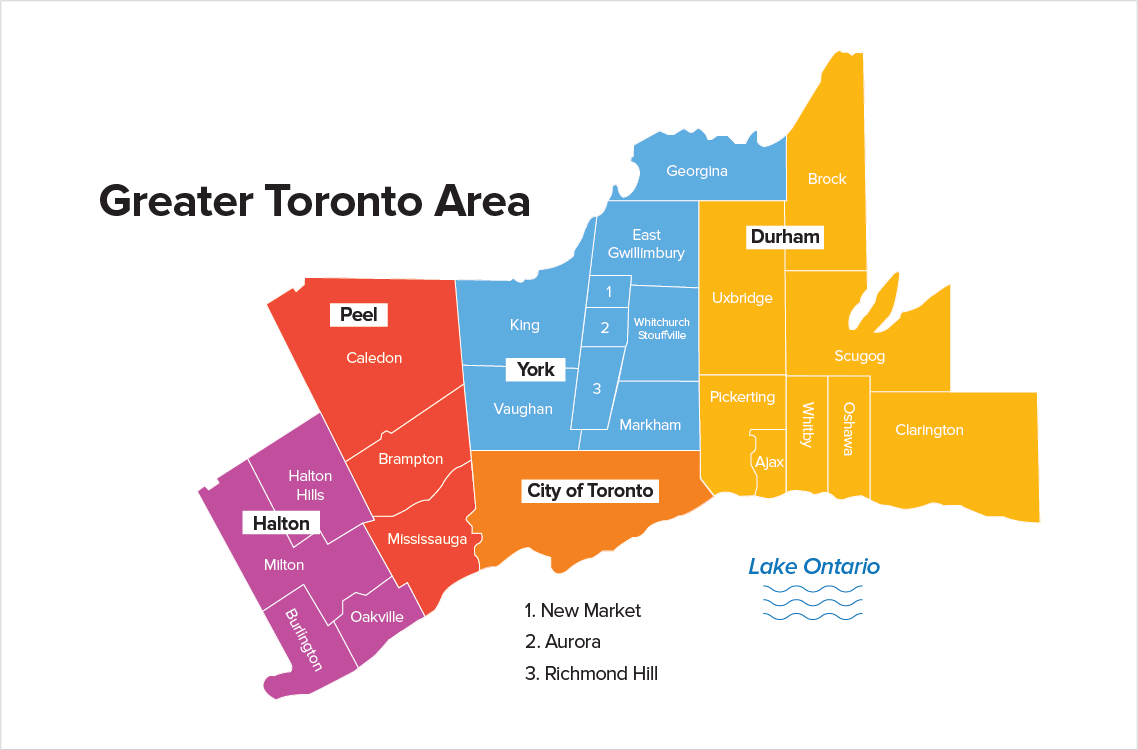 Greater Toronto Area
Georgina
Brock
East
Gwillimbury
Durham
1
Uxbridge
Peel
King
2
Whitchurch
Stouffville
Caledon
Scugog
York
3
Vaughan
Pickerting
Markham
Whitby
Oshawa
Clarington
Brampton
Ajax
Halton
Hills
City of Toronto
Halton
Mississauga
Milton
Lake Ontario
Burlington
Oakville
1. New Market
2. Aurora
3. Richmond Hill